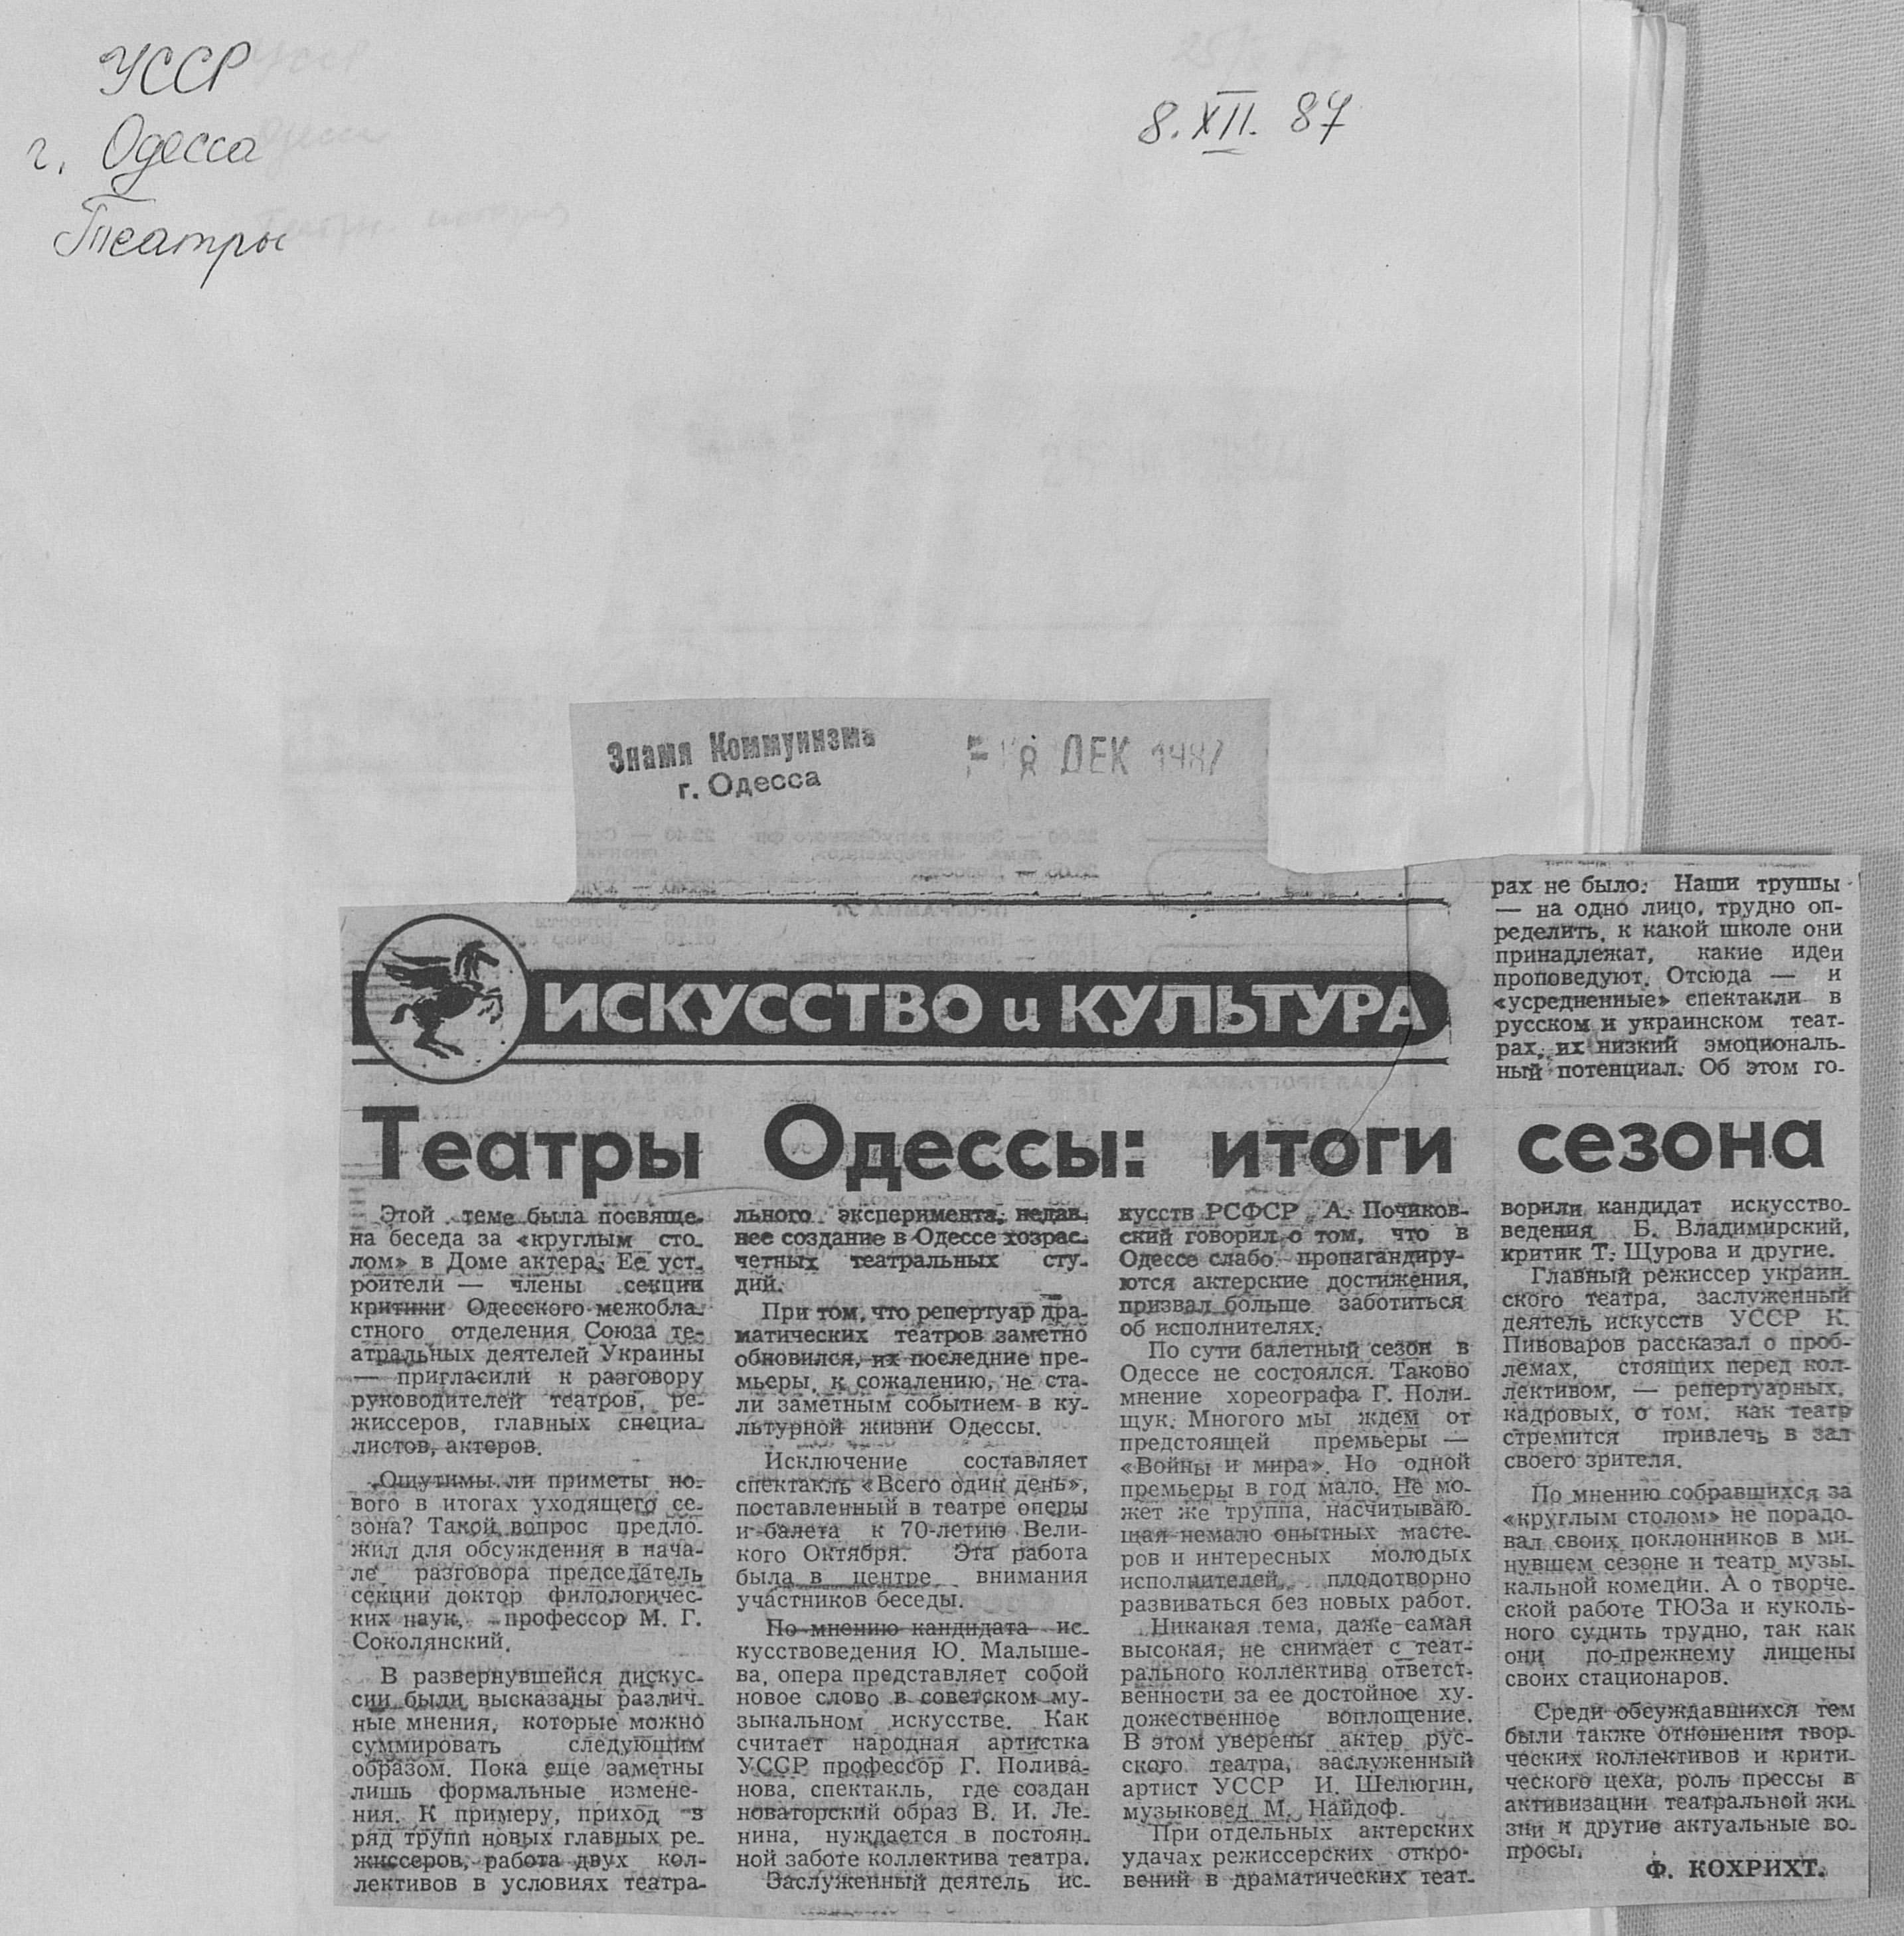 УССР
г. Одесса
Театры
8. XII. 87
Знамя Коммунизма
г. Одесса
8 ДЕК 1987
ИСКУССТВО и КУЛЬТУРА
Театры Одессы: итоги сезона
Этой теме была посвяще-
на беседа за «круглым сто-
лом» в Доме актера. Ее уст-
роители — члены секции
критики Одесского межобла-
стного отделения Союза те-
атральных деятелей Украины
— пригласили к разговору
руководителей театров, ре-
жиссеров, главных специа-
листов, актеров.
Ощутимы ли приметы но-
вого в итогах уходящего се-
зона? Такой вопрос предло-
жил для обсуждения в нача-
ле разговора председатель
секции доктор филологичес-
ких наук, профессор М. Г.
Соколянский.
В развернувшейся дискус-
сии были высказаны различ-
ные мнения, которые можно
суммировать следующим
образом. Пока еще заметны
лишь формальные измене-
ния. К примеру, приход в
ряд трупп новых главных ре-
жиссеров, работа двух кол-
лективов в условиях театра-
льного эксперимента, недав-
нее создание в Одессе хозрас-
четных театральных сту-
дий.
При том, что репертуар дра-
матических театров заметно
обновился, их последние пре-
мьеры, к сожалению, не ста-
ли заметным событием в ку-
льтурной жизни Одессы.
Исключение составляет
спектакль «Всего один день»,
поставленный в театре оперы
и балета к 70-летию Вели-
кого Октября. Эта работа
была в центре внимания
участников беседы.
По мнению кандидата ис-
кусствоведения Ю. Малыше-
ва, опера представляет собой
новое слово в советском му-
зыкальном искусстве. Как
считает народная артистка
УССР профессор Г. Полива-
нова, спектакль, где создан
новаторский образ В. И. Ле-
нина, нуждается в постоян-
ной заботе коллектива театра.
Заслуженный деятель ис-
кусств РСФСР А. Почиков-
ский говорил о том, что в
Одессе слабо пропагандиру-
ются актерские достижения,
призвал больше заботиться
об исполнителях.
По сути балетный сезон в
Одессе не состоялся. Таково
мнение хореографа Г. Поли-
щук. Многого мы ждем от
предстоящей премьеры —
«Войны и мира». Но одной
премьеры в год мало. Не мо-
жет же труппа, насчитываю-
щая немало опытных масте-
ров и интересных молодых
исполнителей, плодотворно
развиваться без новых работ.
Никакая тема, даже самая
высокая, не снимает с теат-
рального коллектива ответст-
венности за ее достойное ху-
дожественное воплощение.
В этом уверены актер рус-
ского театра, заслуженный
артист УССР И. Шелюгин,
музыковед М. Найдоф.
При отдельных актерских
удачах режиссерских откро-
вений в драматических теат-
рах не было. Наши труппы
— на одно лицо, трудно оп-
ределить, к какой школе они
принадлежат, какие идеи
проповедуют. Отсюда — и
«усредненные» спектакли в
русском и украинском теат-
рах, их низкий эмоциональ-
ный потенциал. Об этом го-
ворили кандидат искусство-
ведения Б. Владимирский,
критик Т. Щурова и другие.
Главный режиссер украин-
ского театра, заслуженный
деятель искусств УССР К.
Пивоваров рассказал о проб-
лемах, стоящих перед кол-
лективом, — репертуарных,
кадровых, о том, как театр
стремится привлечь в зал
своего зрителя.
По мнению собравшихся за
«круглым столом» не порадо-
вал своих поклонников в ми-
нувшем сезоне и театр музы-
кальной комедии. А о творче-
ской работе ТЮЗа и куколь-
ного судить трудно, так как
они по-прежнему лишены
своих стационаров.
Среди обсуждавшихся тем
были также отношения твор-
ческих коллективов и крити-
ческого цеха, роль прессы в
активизации театральной жи-
зни и другие актуальные во-
просы.
Ф. КОХРИХТ.